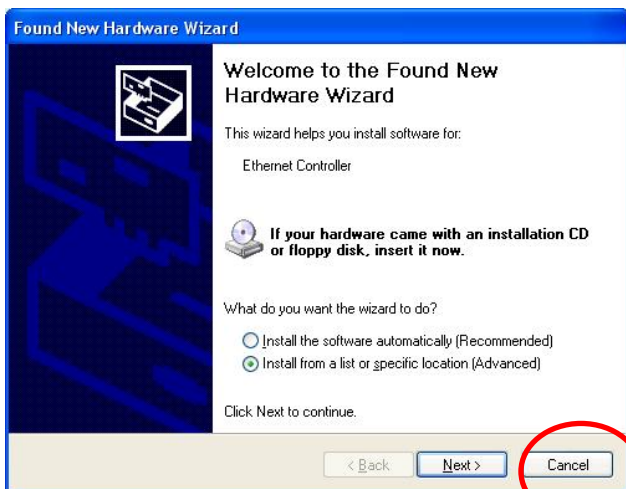 Found New Hardware Wizard
Welcome to the Found New
Hardware Wizard
This wizard helps you install software for:
Ethernet Controller
If your hardware came with an installation CD
or floppy disk, insert it now.
What do you want the wizard to do?
Install the software automatically (Recommended)
Install from a list or specific location (Advanced)
Click Next to continue.
< Back Next > Cancel